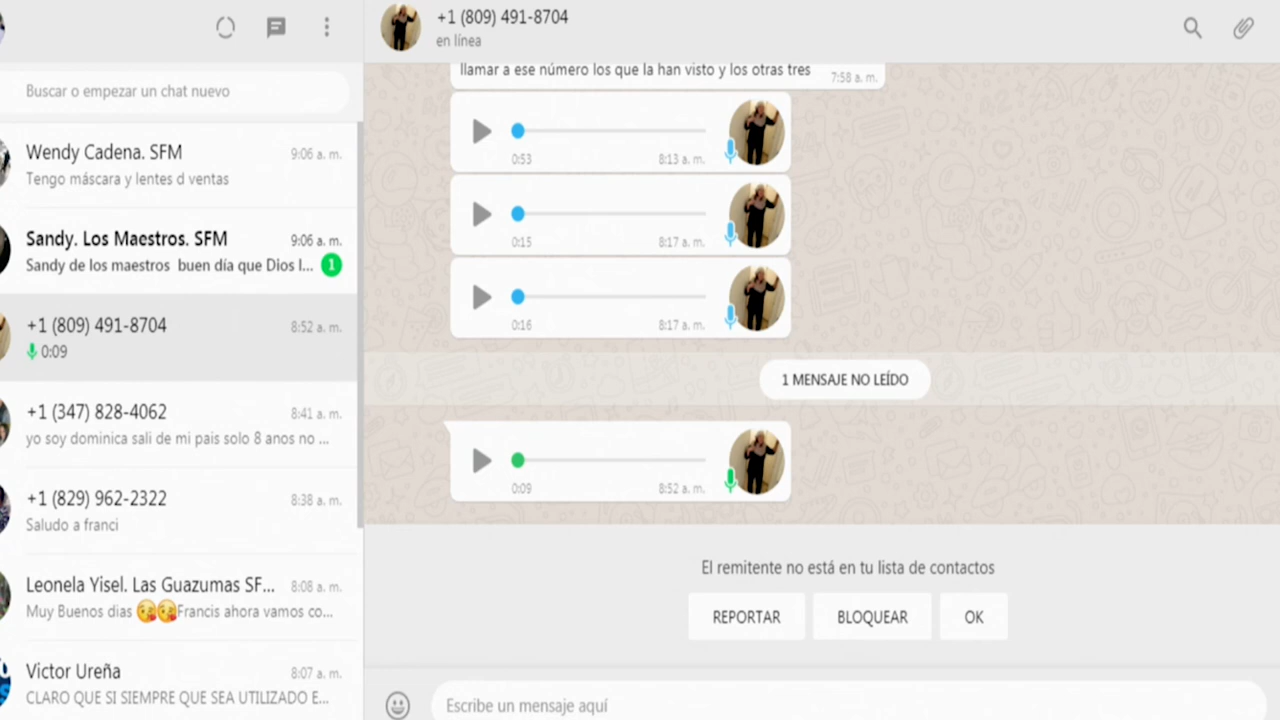 Buscar o empezar un chat nuevo
Wendy Cadena. SFM
9:06 a. m.
Tengo máscara y lentes d ventas
Sandy. Los Maestros. SFM
9:06 a. m.
Sandy de los maestros buen día que Dios l...
1
+1 (809) 491-8704
8:52 a. m.
0:09
+1 (347) 828-4062
8:41 a. m.
yo soy dominica sali de mi pais solo 8 anos no ...
+1 (829) 962-2322
8:38 a. m.
Saludo a franci
Leonela Yisel. Las Guazumas SF...
8:08 a. m.
Muy Buenos dias 😘😘Francis ahora vamos co...
Victor Ureña
8:07 a. m.
CLARO QUE SI SIEMPRE QUE SEA UTILIZADO E...
+1 (809) 491-8704
en línea
llamar a ese número los que la han visto y los otras tres
7:58 a. m.
0:53
8:13 a. m.
0:15
8:17 a. m.
0:16
8:17 a. m.
1 MENSAJE NO LEÍDO
0:09
8:52 a. m.
El remitente no está en tu lista de contactos
REPORTAR
BLOQUEAR
OK
Escribe un mensaje aquí